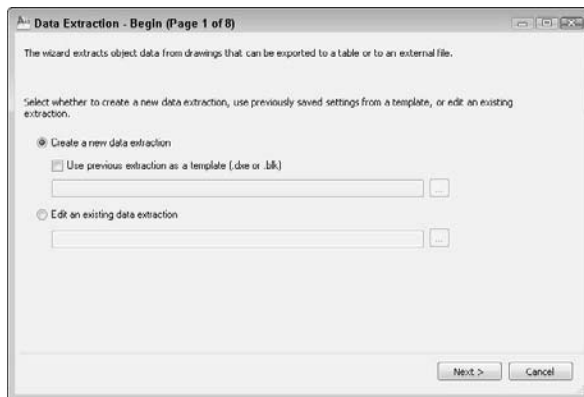 Data Extraction - Begin (Page 1 of 8)
The wizard extracts object data from drawings that can be exported to a table or to an external file.
Select whether to create a new data extraction, use previously saved settings from a template, or edit an existing
extraction.
Create a new data extraction
Use previous extraction as a template (.dxe or .blk)
...
Edit an existing data extraction
...
Next >
Cancel